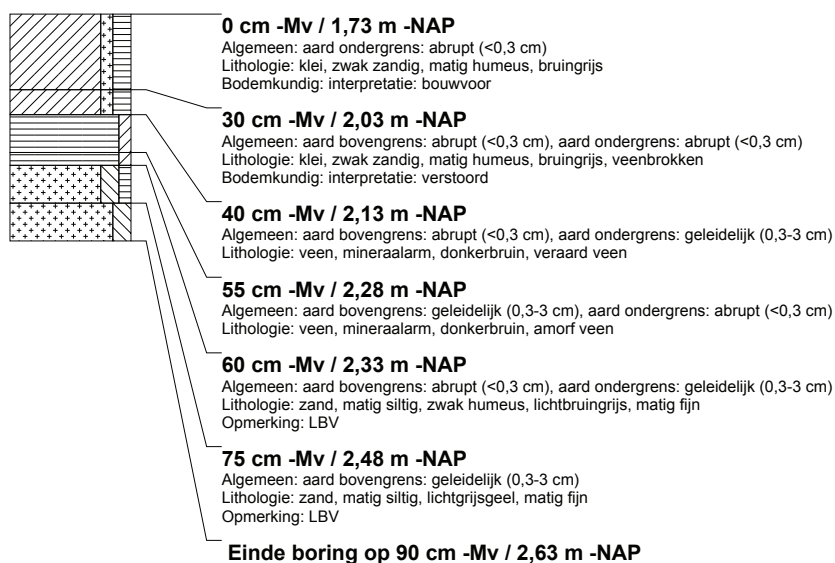 0 cm -Mv / 1,73 m -NAP
Algemeen: aard ondergrens: abrupt (<0,3 cm)
Lithologie: klei, zwak zandig, matig humeus, bruingrijs
Bodemkundig: interpretatie: bouwvoor
30 cm -Mv / 2,03 m -NAP
Algemeen: aard bovengrens: abrupt (<0,3 cm), aard ondergrens: abrupt (<0,3 cm)
Lithologie: klei, zwak zandig, matig humeus, bruingrijs, veenbrokken
Bodemkundig: interpretatie: verstoord
40 cm -Mv / 2,13 m -NAP
Algemeen: aard bovengrens: abrupt (<0,3 cm), aard ondergrens: geleidelijk (0,3-3 cm)
Lithologie: veen, mineraalarm, donkerbruin, veraard veen
55 cm -Mv / 2,28 m -NAP
Algemeen: aard bovengrens: geleidelijk (0,3-3 cm), aard ondergrens: abrupt (<0,3 cm)
Lithologie: veen, mineraalarm, donkerbruin, amorf veen
60 cm -Mv / 2,33 m -NAP
Algemeen: aard bovengrens: abrupt (<0,3 cm), aard ondergrens: geleidelijk (0,3-3 cm)
Lithologie: zand, matig siltig, zwak humeus, lichtbruingrijs, matig fijn
Opmerking: LBV
75 cm -Mv / 2,48 m -NAP
Algemeen: aard bovengrens: geleidelijk (0,3-3 cm)
Lithologie: zand, matig siltig, lichtgrijsgeel, matig fijn
Opmerking: LBV
Einde boring op 90 cm -Mv / 2,63 m -NAP